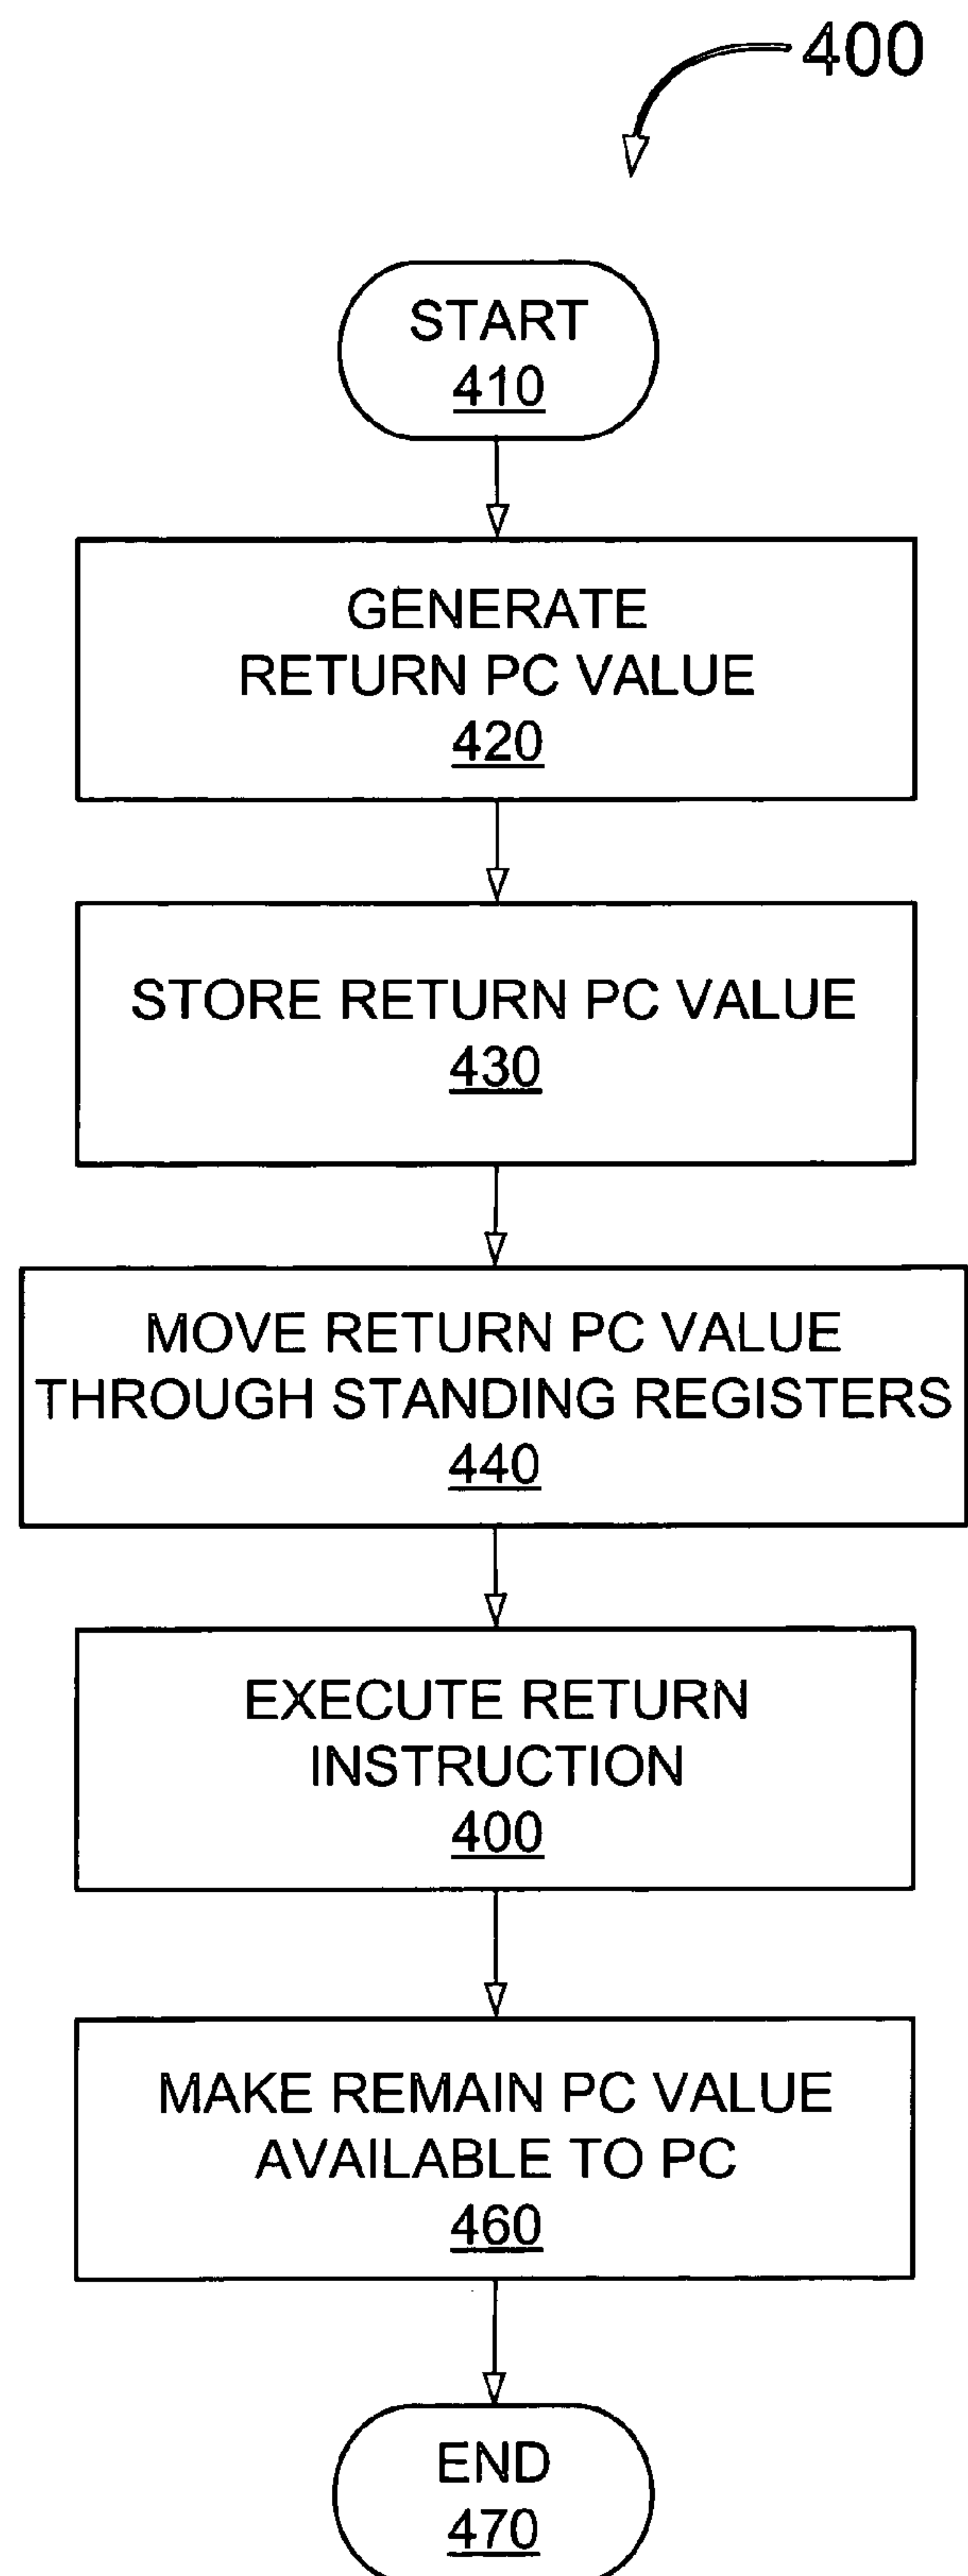 400
START
410
GENERATE
RETURN PC VALUE
420
STORE RETURN PC VALUE
430
MOVE RETURN PC VALUE
THROUGH STANDING REGISTERS
440
EXECUTE RETURN
INSTRUCTION
400
MAKE REMAIN PC VALUE
AVAILABLE TO PC
460
END
470